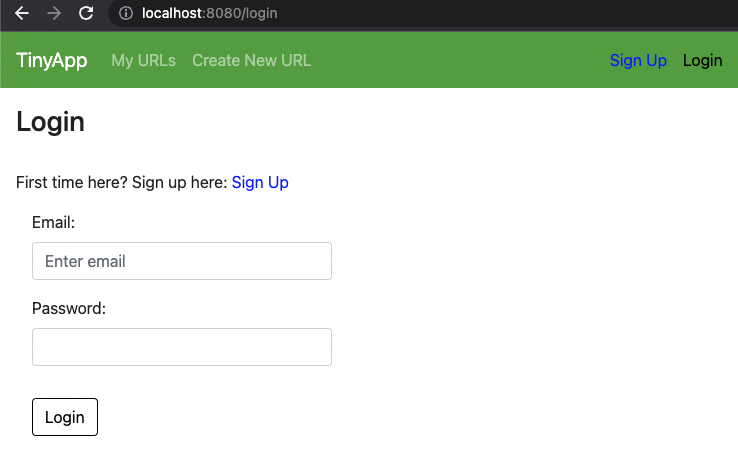 localhost:8080/login
TinyApp My URLs Create New URL Sign Up Login
Login
First time here? Sign up here: Sign Up
Email:
Enter email
Password:
Login